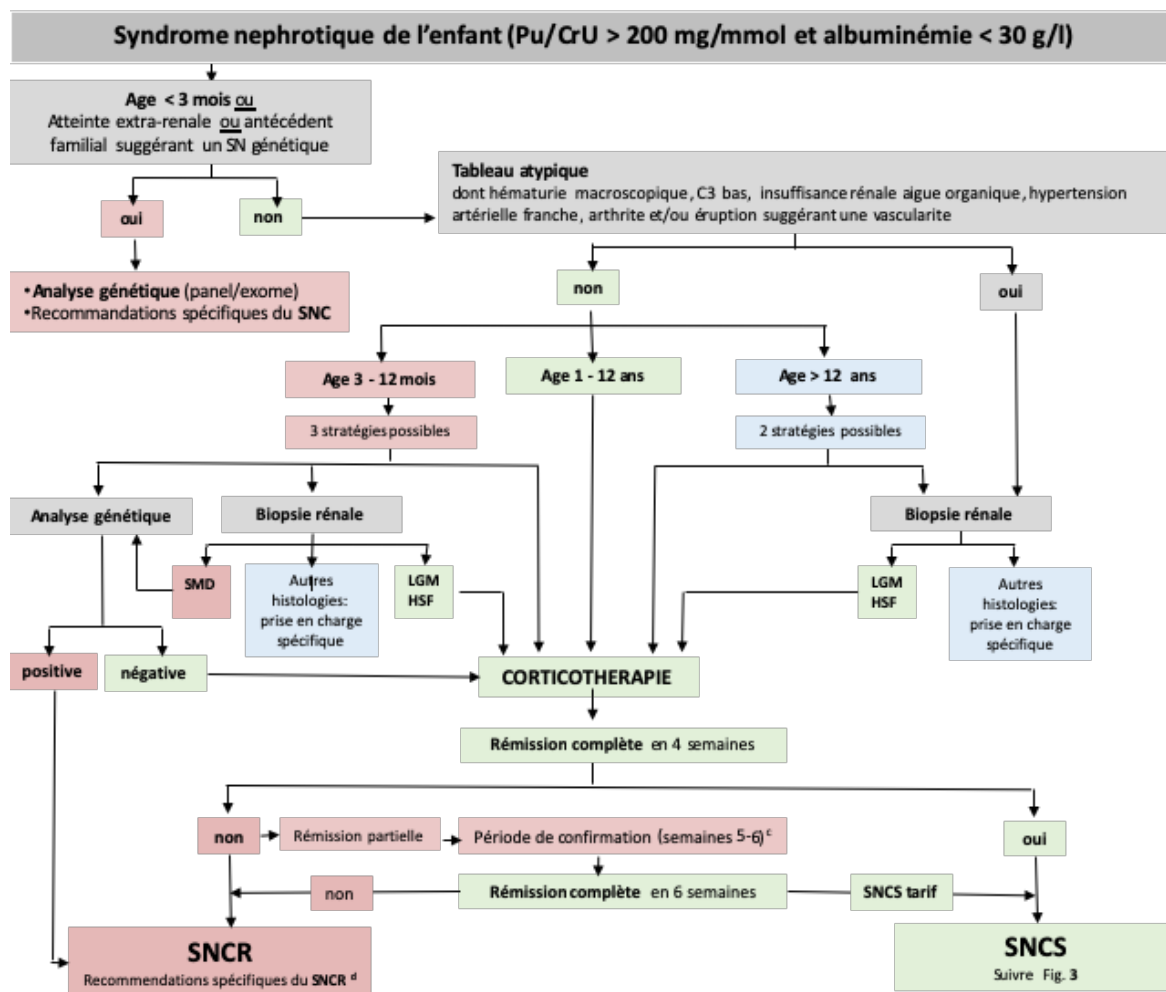 Syndrome nephrotique de l'enfant (Pu/CrU > 200 mg/mmol et albuminémie < 30 g/l)
Age < 3 mois ou
Atteinte extra-renale ou antécédent
familial suggérant un SN génétique
oui
non
Tableau atypique
dont hématurie macroscopique, C3 bas, insuffisance rénale aigue organique, hypertension
artérielle franche, arthrite et/ou éruption suggérant une vascularite
•Analyse génétique (panel/exome)
•Recommandations spécifiques du SNC
non
oui
Age 3 - 12 mois
Age 1 - 12 ans
Age > 12 ans
3 stratégies possibles
2 stratégies possibles
Analyse génétique
Biopsie rénale
Biopsie rénale
SMD
Autres
histologies:
prise en charge
spécifique
LGM
HSF
LGM
HSF
Autres
histologies:
prise en charge
spécifique
positive
négative
CORTICOTHERAPIE
Rémission complète en 4 semaines
non
Rémission partielle
Période de confirmation (semaines 5-6)c
oui
non
Rémission complète en 6 semaines
SNCS tarif
SNCR
Recommendations spécifiques du SNCR d
SNCS
Suivre Fig. 3